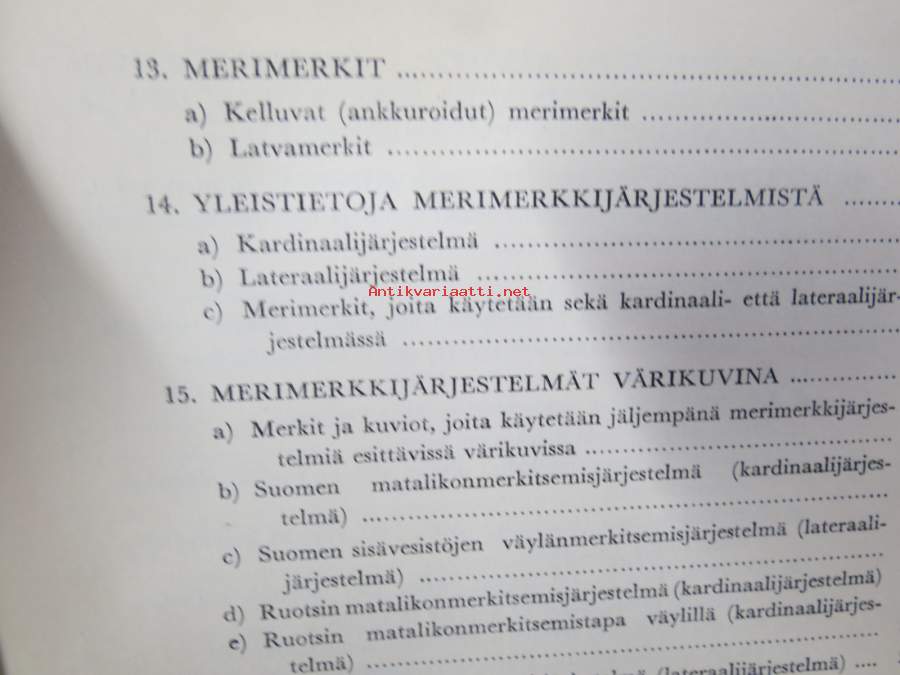 13. MERIMERKIT ..................................................
a) Kelluvat (ankkuroidut) merimerkit ..............................
b) Latvamerkit ..................................................
14. YLEISTIETOJA MERIMERKKIJÄRJESTELMISTÄ ........
a) Kardinaalijärjestelmä ........................................
b) Lateraalijärjestelmä ..........................................
Antikvariaatti.net
c) Merimerkit, joita käytetään sekä kardinaali- että lateraalijär-
jestelmässä ..................................................
15. MERIMERKKIJÄRJESTELMÄT VÄRIKUVINA ..............
a) Merkit ja kuviot, joita käytetään jäljempänä merimerkkijärjes-
telmiä esittävissä värikuvissa ..................................
b) Suomen matalikonmerkitsemisjärjestelmä (kardinaalijärjes-
telmä) ........................................................
c) Suomen sisävesistöjen väylänmerkitsemisjärjestelmä (lateraali-
järjestelmä) ..................................................
d) Ruotsin matalikonmerkitsemisjärjestelmä (kardinaalijärjestelmä)
e) Ruotsin matalikonmerkitsemistapa väylillä (kardinaalijärjes-
telmä) ........................................................
(lateraalijärjestelmä) ....